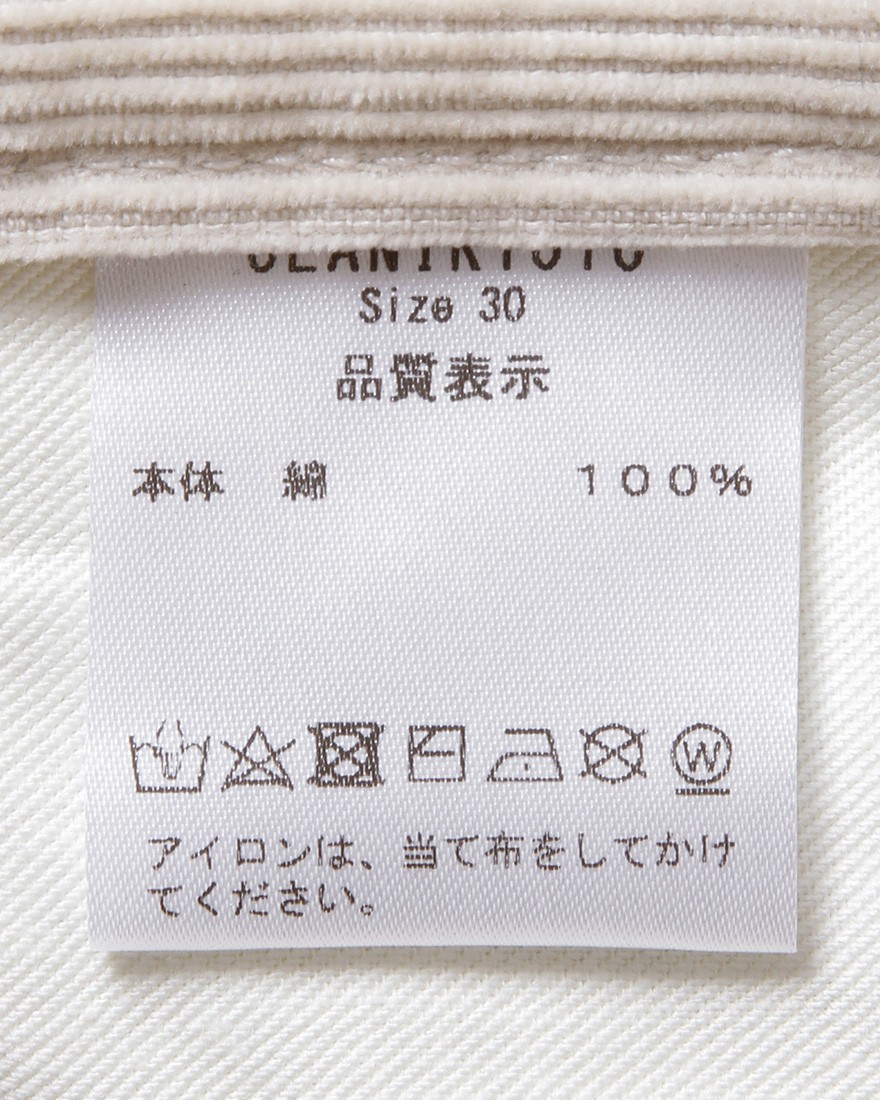 Size 30
品質表示
本体 綿 100%
W
アイロンは、当て布をしてかけ
てください。